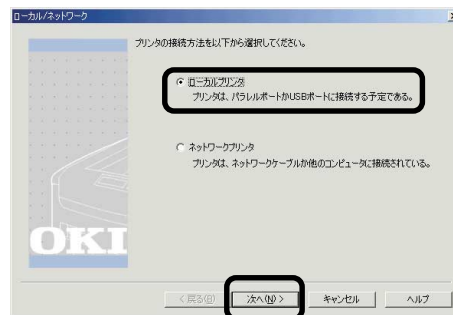 ローカル/ネットワーク
プリンタの接続方法を以下から選択してください。
ローカルプリンタ
プリンタは、パラレルポートかUSBポートに接続する予定である。
ネットワークプリンタ
プリンタは、ネットワークケーブルか他のコンピュータに接続されている。
OKI
< 戻る(B) 次へ(N) > キャンセル ヘルプ